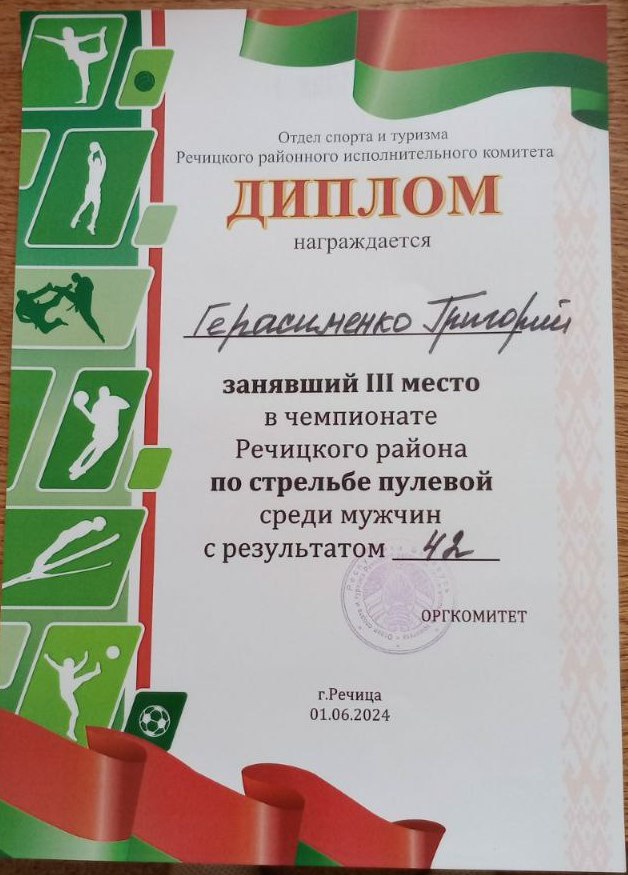 Отдел спорта и туризма
Речицкого районного исполнительного комитета
ДИПЛОМ
награждается
Герасименко Григорий
занявший III место
в чемпионате
Речицкого района
по стрельбе пулевой
среди мужчин
с результатом 42
ОРГКОМИТЕТ
г.Речица
01.06.2024